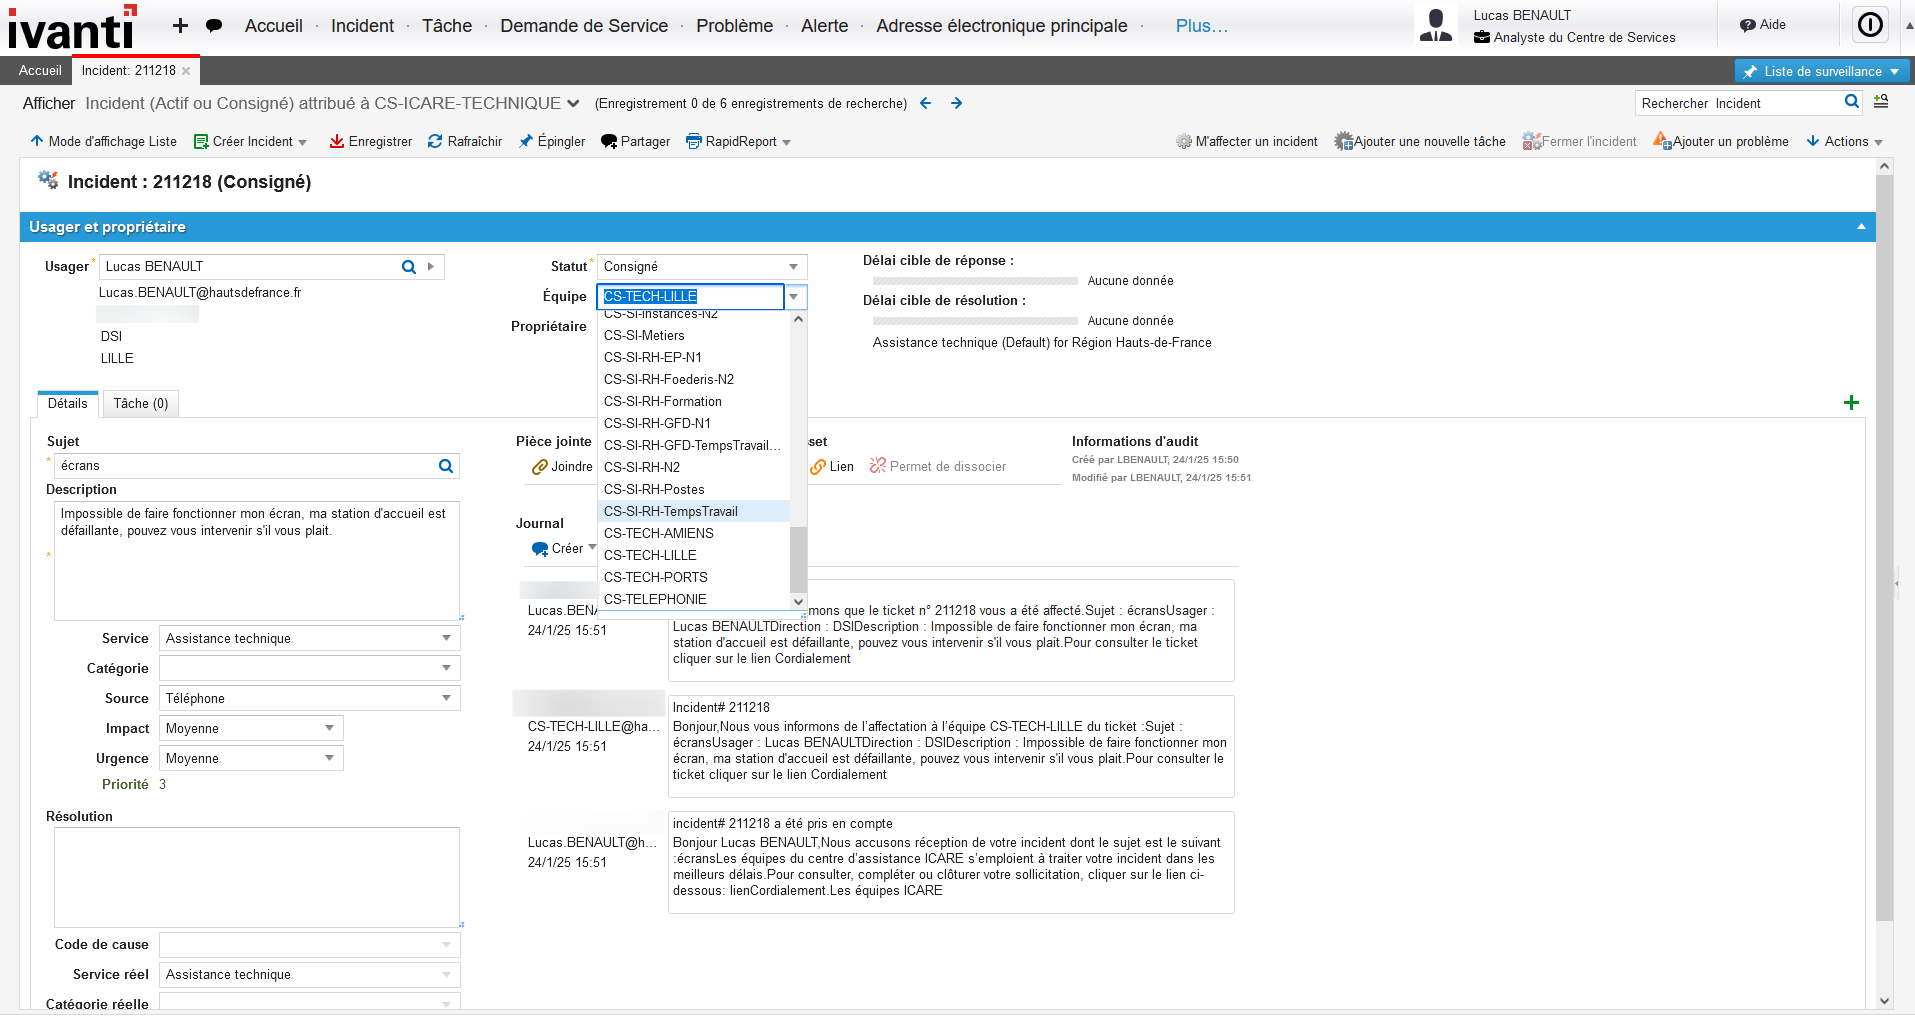 ivanti
Accueil · Incident · Tâche · Demande de Service · Problème · Alerte · Adresse électronique principale · Plus…
Lucas BENAULT
Analyste du Centre de Services
Aide
Accueil
Incident: 211218
Liste de surveillance
Afficher Incident (Actif ou Consigné) attribué à CS-ICARE-TECHNIQUE (Enregistrement 0 de 6 enregistrements de recherche)
Rechercher Incident
Mode d'affichage Liste
Créer Incident
Enregistrer
Rafraîchir
Épingler
Partager
RapidReport
M'affecter un incident
Ajouter une nouvelle tâche
Fermer l'incident
Ajouter un problème
Actions
Incident : 211218 (Consigné)
Usager et propriétaire
Usager * Lucas BENAULT
Lucas.BENAULT@hautsdefrance.fr
DSI
LILLE
Statut * Consigné
Équipe CS-TECH-LILLE
Propriétaire
CS-SI-Instances-N2
CS-SI-Metiers
CS-SI-RH-EP-N1
CS-SI-RH-Foederis-N2
CS-SI-RH-Formation
CS-SI-RH-GFD-N1
CS-SI-RH-GFD-TempsTravail...
CS-SI-RH-N2
CS-SI-RH-Postes
CS-SI-RH-TempsTravail
CS-TECH-AMIENS
CS-TECH-LILLE
CS-TECH-PORTS
CS-TELEPHONIE
Délai cible de réponse :
Aucune donnée
Délai cible de résolution :
Aucune donnée
Assistance technique (Default) for Région Hauts-de-France
Détails
Tâche (0)
Sujet
* écrans
Description
Impossible de faire fonctionner mon écran, ma station d'accueil est
défaillante, pouvez vous intervenir s'il vous plait.
*
Service Assistance technique
Catégorie
Source Téléphone
Impact Moyenne
Urgence Moyenne
Priorité 3
Résolution
Code de cause
Service réel Assistance technique
Catégorie réelle
Pièce jointe
Joindre
set
Lien
Permet de dissocier
Informations d'audit
Créé par LBENAULT, 24/1/25 15:50
Modifié par LBENAULT, 24/1/25 15:51
Journal
Créer
Lucas.BENA
24/1/25 15:51
mons que le ticket n° 211218 vous a été affecté.Sujet : écransUsager :
Lucas BENAULTDirection : DSIDescription : Impossible de faire fonctionner mon écran, ma
station d'accueil est défaillante, pouvez vous intervenir s'il vous plait.Pour consulter le ticket
cliquer sur le lien Cordialement
CS-TECH-LILLE@ha...
24/1/25 15:51
Incident# 211218
Bonjour,Nous vous informons de l’affectation à l’équipe CS-TECH-LILLE du ticket :Sujet :
écransUsager : Lucas BENAULTDirection : DSIDescription : Impossible de faire fonctionner mon
écran, ma station d'accueil est défaillante, pouvez vous intervenir s'il vous plait.Pour consulter le
ticket cliquer sur le lien Cordialement
Lucas.BENAULT@h...
24/1/25 15:51
incident# 211218 a été pris en compte
Bonjour Lucas BENAULT,Nous accusons réception de votre incident dont le sujet est le suivant
:écransLes équipes du centre d’assistance ICARE s’emploient à traiter votre incident dans les
meilleurs délais.Pour consulter, compléter ou clôturer votre sollicitation, cliquer sur le lien ci-
dessous: lienCordialement.Les équipes ICARE